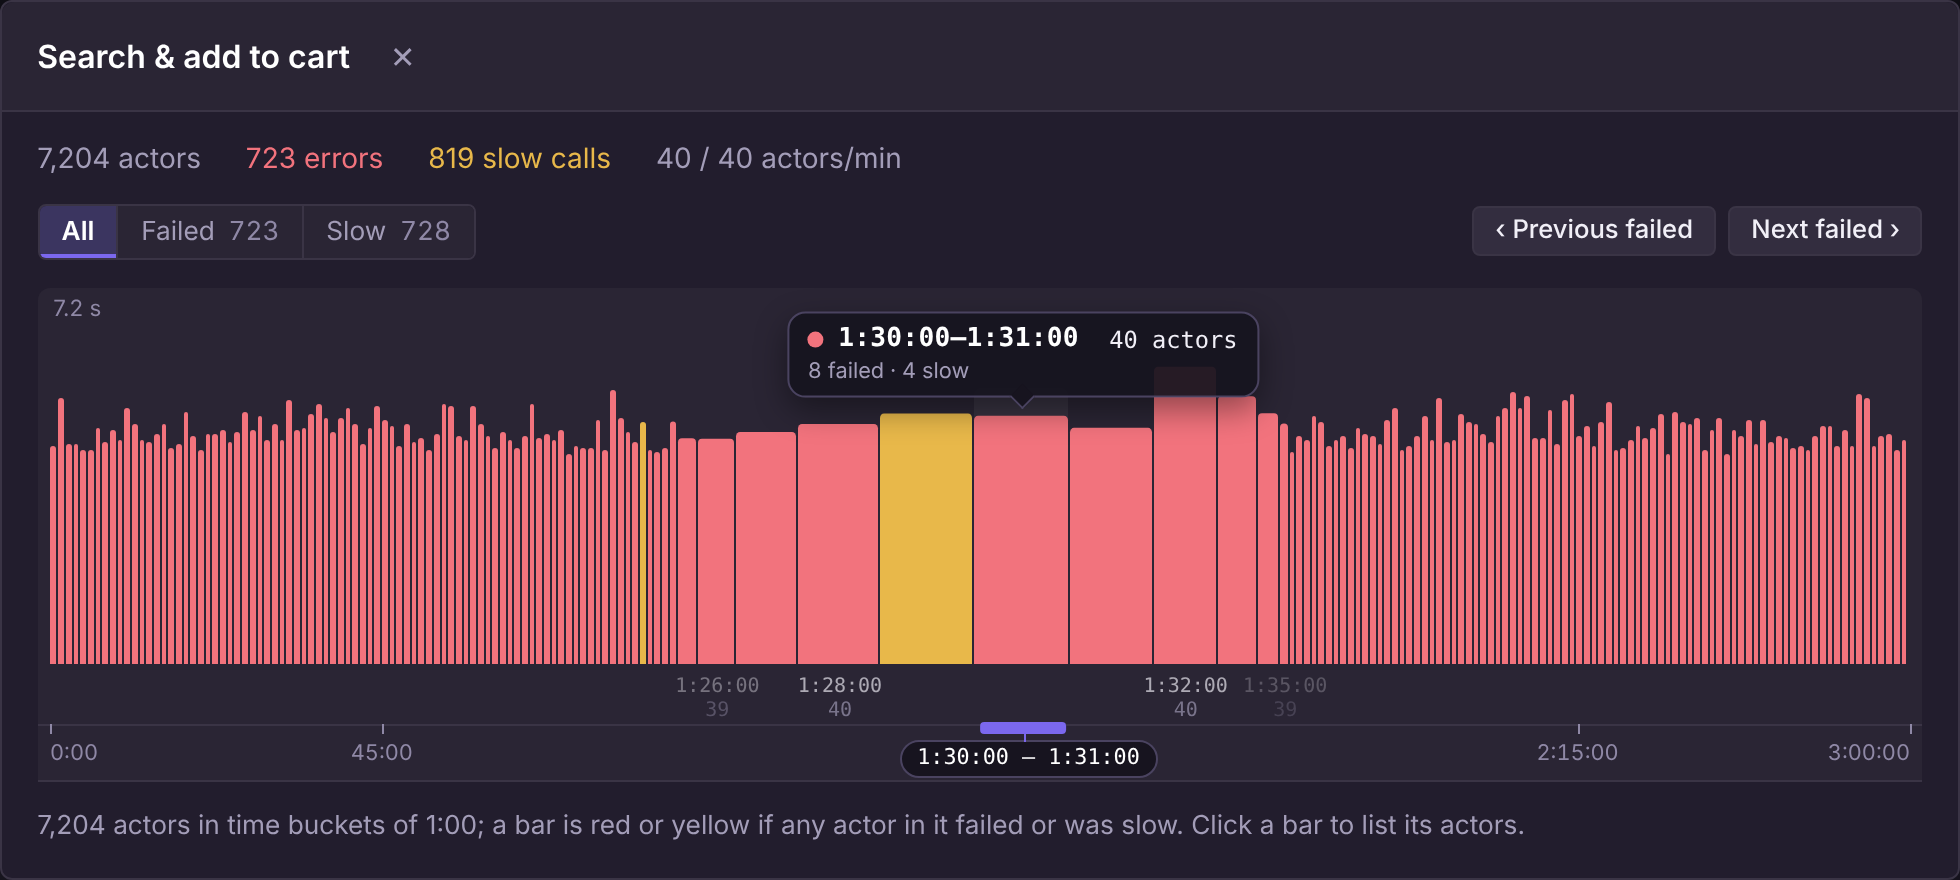 Search & add to cart ✕
7,204 actors 723 errors 819 slow calls 40 / 40 actors/min
All Failed 723 Slow 728 ‹ Previous failed Next failed ›
7.2 s
1:30:00–1:31:00 40 actors
8 failed · 4 slow
1:26:00 1:28:00 1:32:00 1:35:00
39 40 40 39
0:00 45:00 1:30:00 – 1:31:00 2:15:00 3:00:00
7,204 actors in time buckets of 1:00; a bar is red or yellow if any actor in it failed or was slow. Click a bar to list its actors.